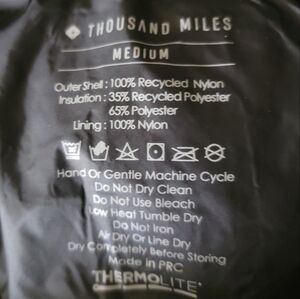 THOUSAND MILES
MEDIUM
Outer Shell : 100% Recycled Nylon
Insulation : 35% Recycled Polyester
65% Polyester
Lining : 100% Nylon
Hand Or Gentle Machine Cycle
Do Not Dry Clean
Do Not Use Bleach
Low Heat Tumble Dry
Do Not Iron
Air Dry Or Line Dry
Dry Completely Before Storing
Made in PRC
THERMOLITE